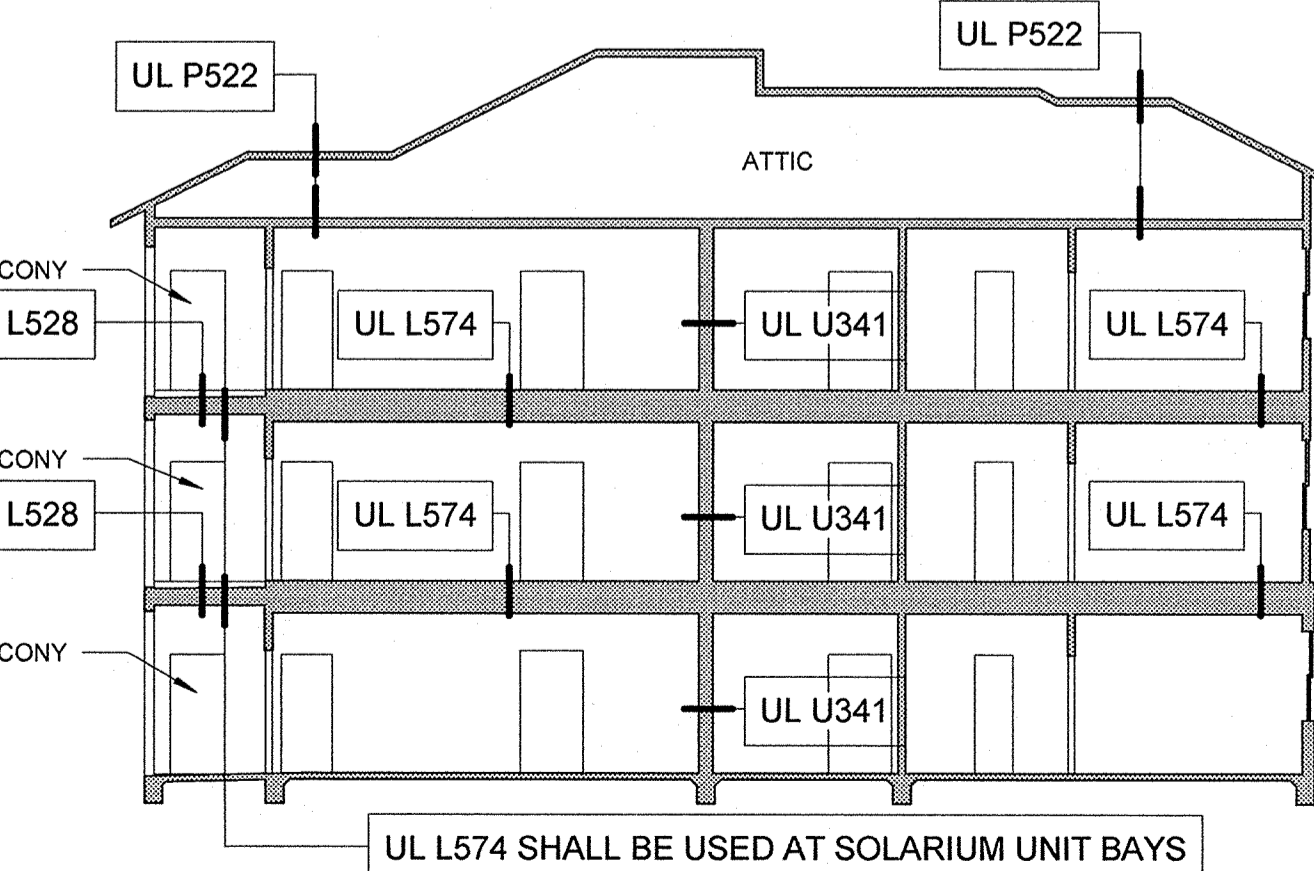 UL P522
UL P522
ATTIC
CONY
L528
UL L574
UL U341
UL L574
CONY
L528
UL L574
UL U341
UL L574
CONY
UL U341
UL L574 SHALL BE USED AT SOLARIUM UNIT BAYS